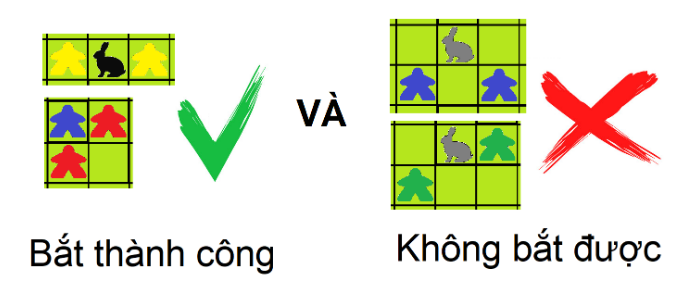 VÀ
Bắt thành công
Không bắt được